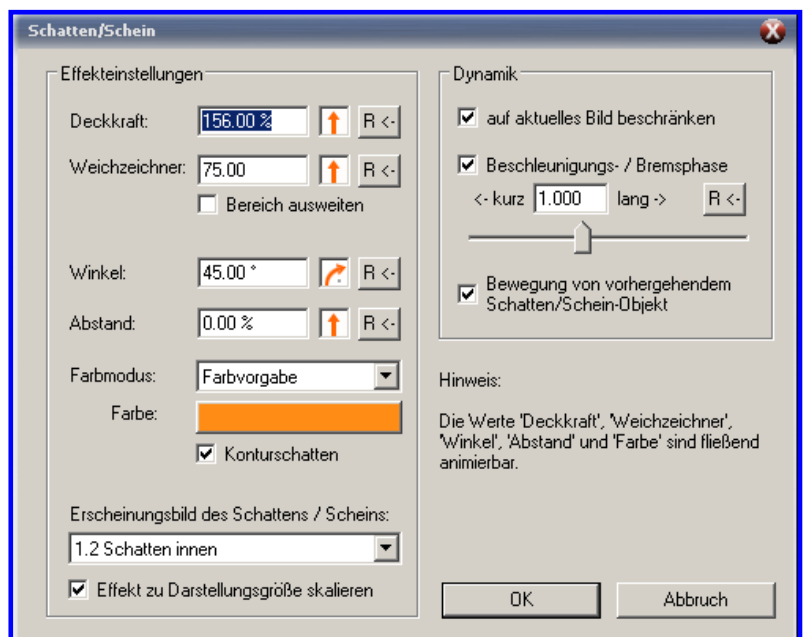 Schatten/Schein
Effekteinstellungen
Deckkraft: 156.00 % R <-
Weichzeichner: 75.00 R <-
Bereich ausweiten
Winkel: 45.00 ° R <-
Abstand: 0.00 % R <-
Farbmodus: Farbvorgabe
Farbe:
Konturschatten
Erscheinungsbild des Schattens / Scheins:
1.2 Schatten innen
Effekt zu Darstellungsgröße skalieren
Dynamik
auf aktuelles Bild beschränken
Beschleunigungs- / Bremsphase
<- kurz 1.000 lang -> R <-
Bewegung von vorhergehendem
Schatten/Schein-Objekt
Hinweis:
Die Werte 'Deckkraft', 'Weichzeichner',
'Winkel', 'Abstand' und 'Farbe' sind fließend
animierbar.
OK Abbruch